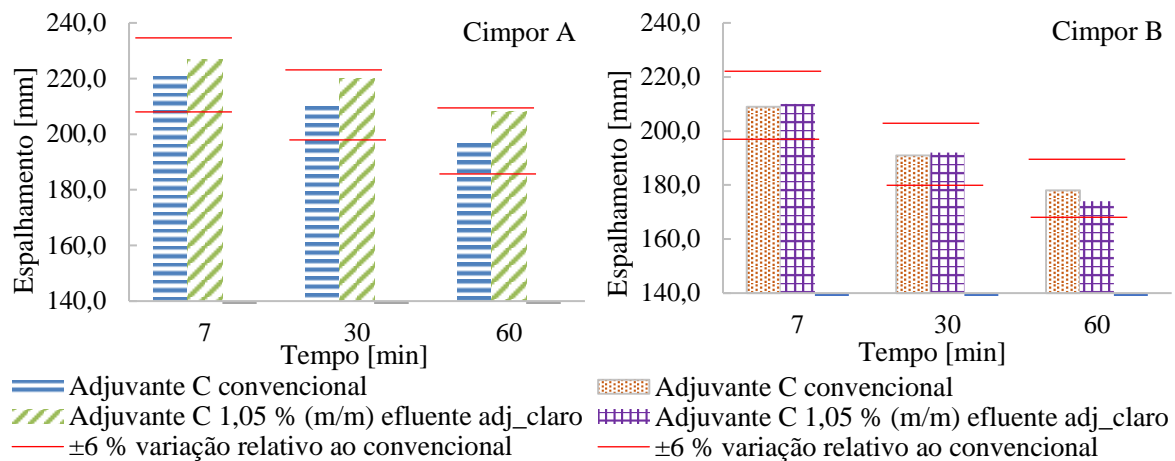 Cimpor A
Espalhamento [mm]
240,0
220,0
200,0
180,0
160,0
140,0
7
30
60
Tempo [min]
Adjuvante C convencional
Adjuvante C 1,05 % (m/m) efluente adj_claro
±6 % variação relativo ao convencional
Cimpor B
Espalhamento [mm]
240,0
220,0
200,0
180,0
160,0
140,0
7
30
60
Tempo [min]
Adjuvante C convencional
Adjuvante C 1,05 % (m/m) efluente adj_claro
±6 % variação relativo ao convencional